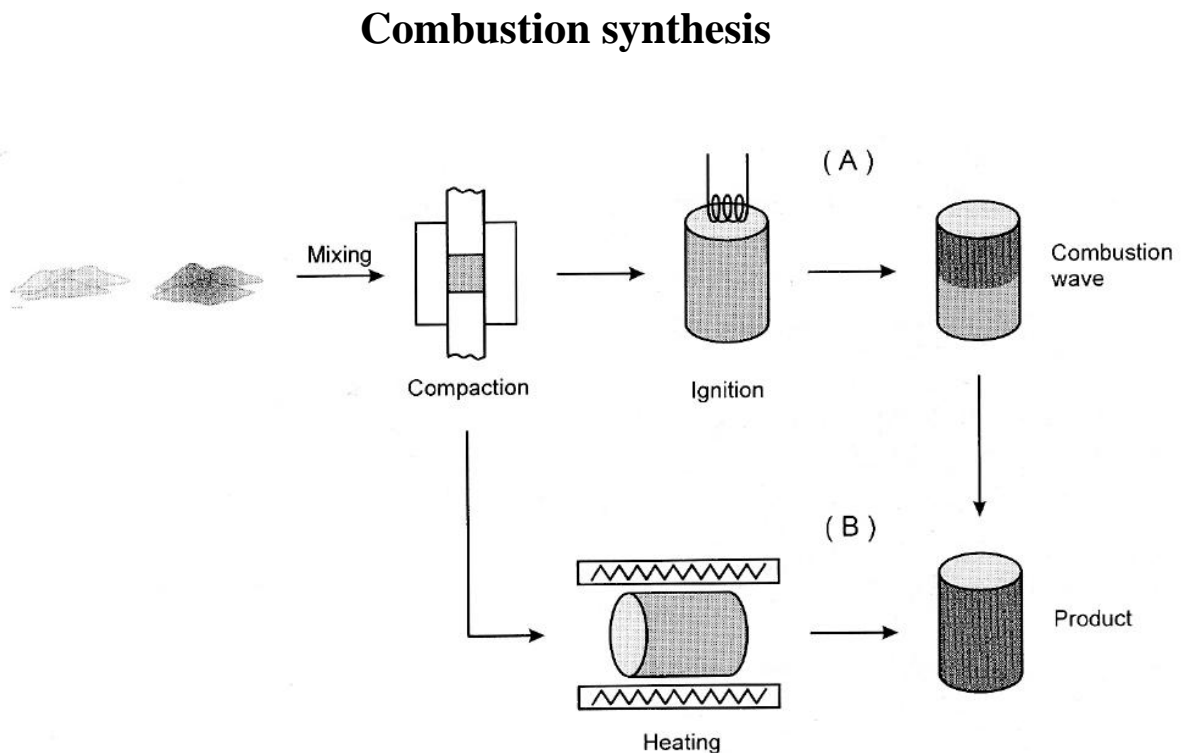 Combustion synthesis
( A )
Mixing
Combustion
wave
Compaction
Ignition
( B )
Product
Heating